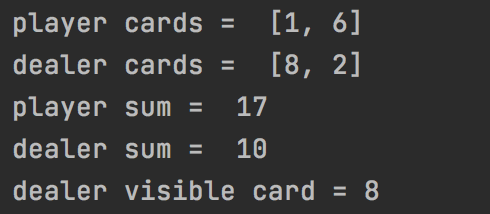 player cards =  [1, 6]
dealer cards =  [8, 2]
player sum =  17
dealer sum =  10
dealer visible card = 8